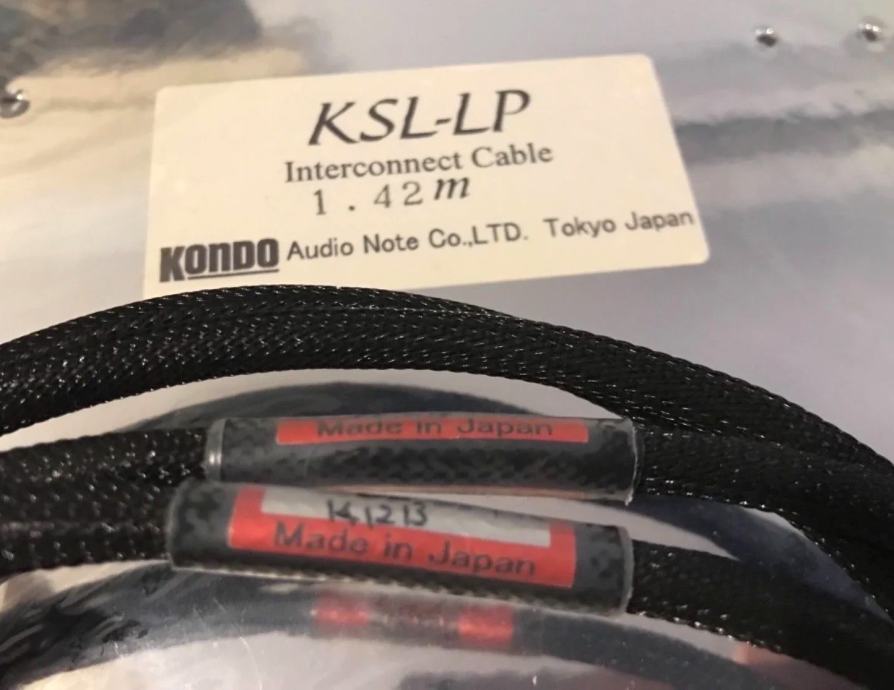 KSL-LP
Interconnect Cable
1.42m
KONDO Audio Note Co.,LTD. Tokyo Japan
Made in Japan
141213
Made in Japan